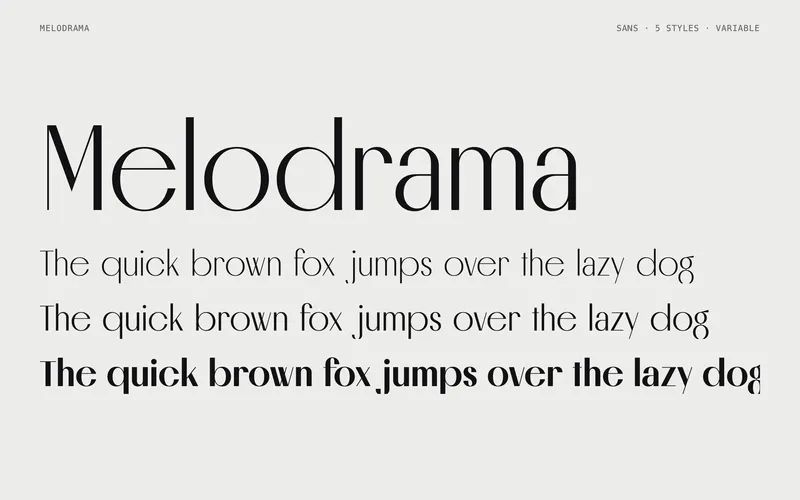 MELODRAMA
SANS · 5 STYLES · VARIABLE
Melodrama
The quick brown fox jumps over the lazy dog
The quick brown fox jumps over the lazy dog
The quick brown fox jumps over the lazy dog